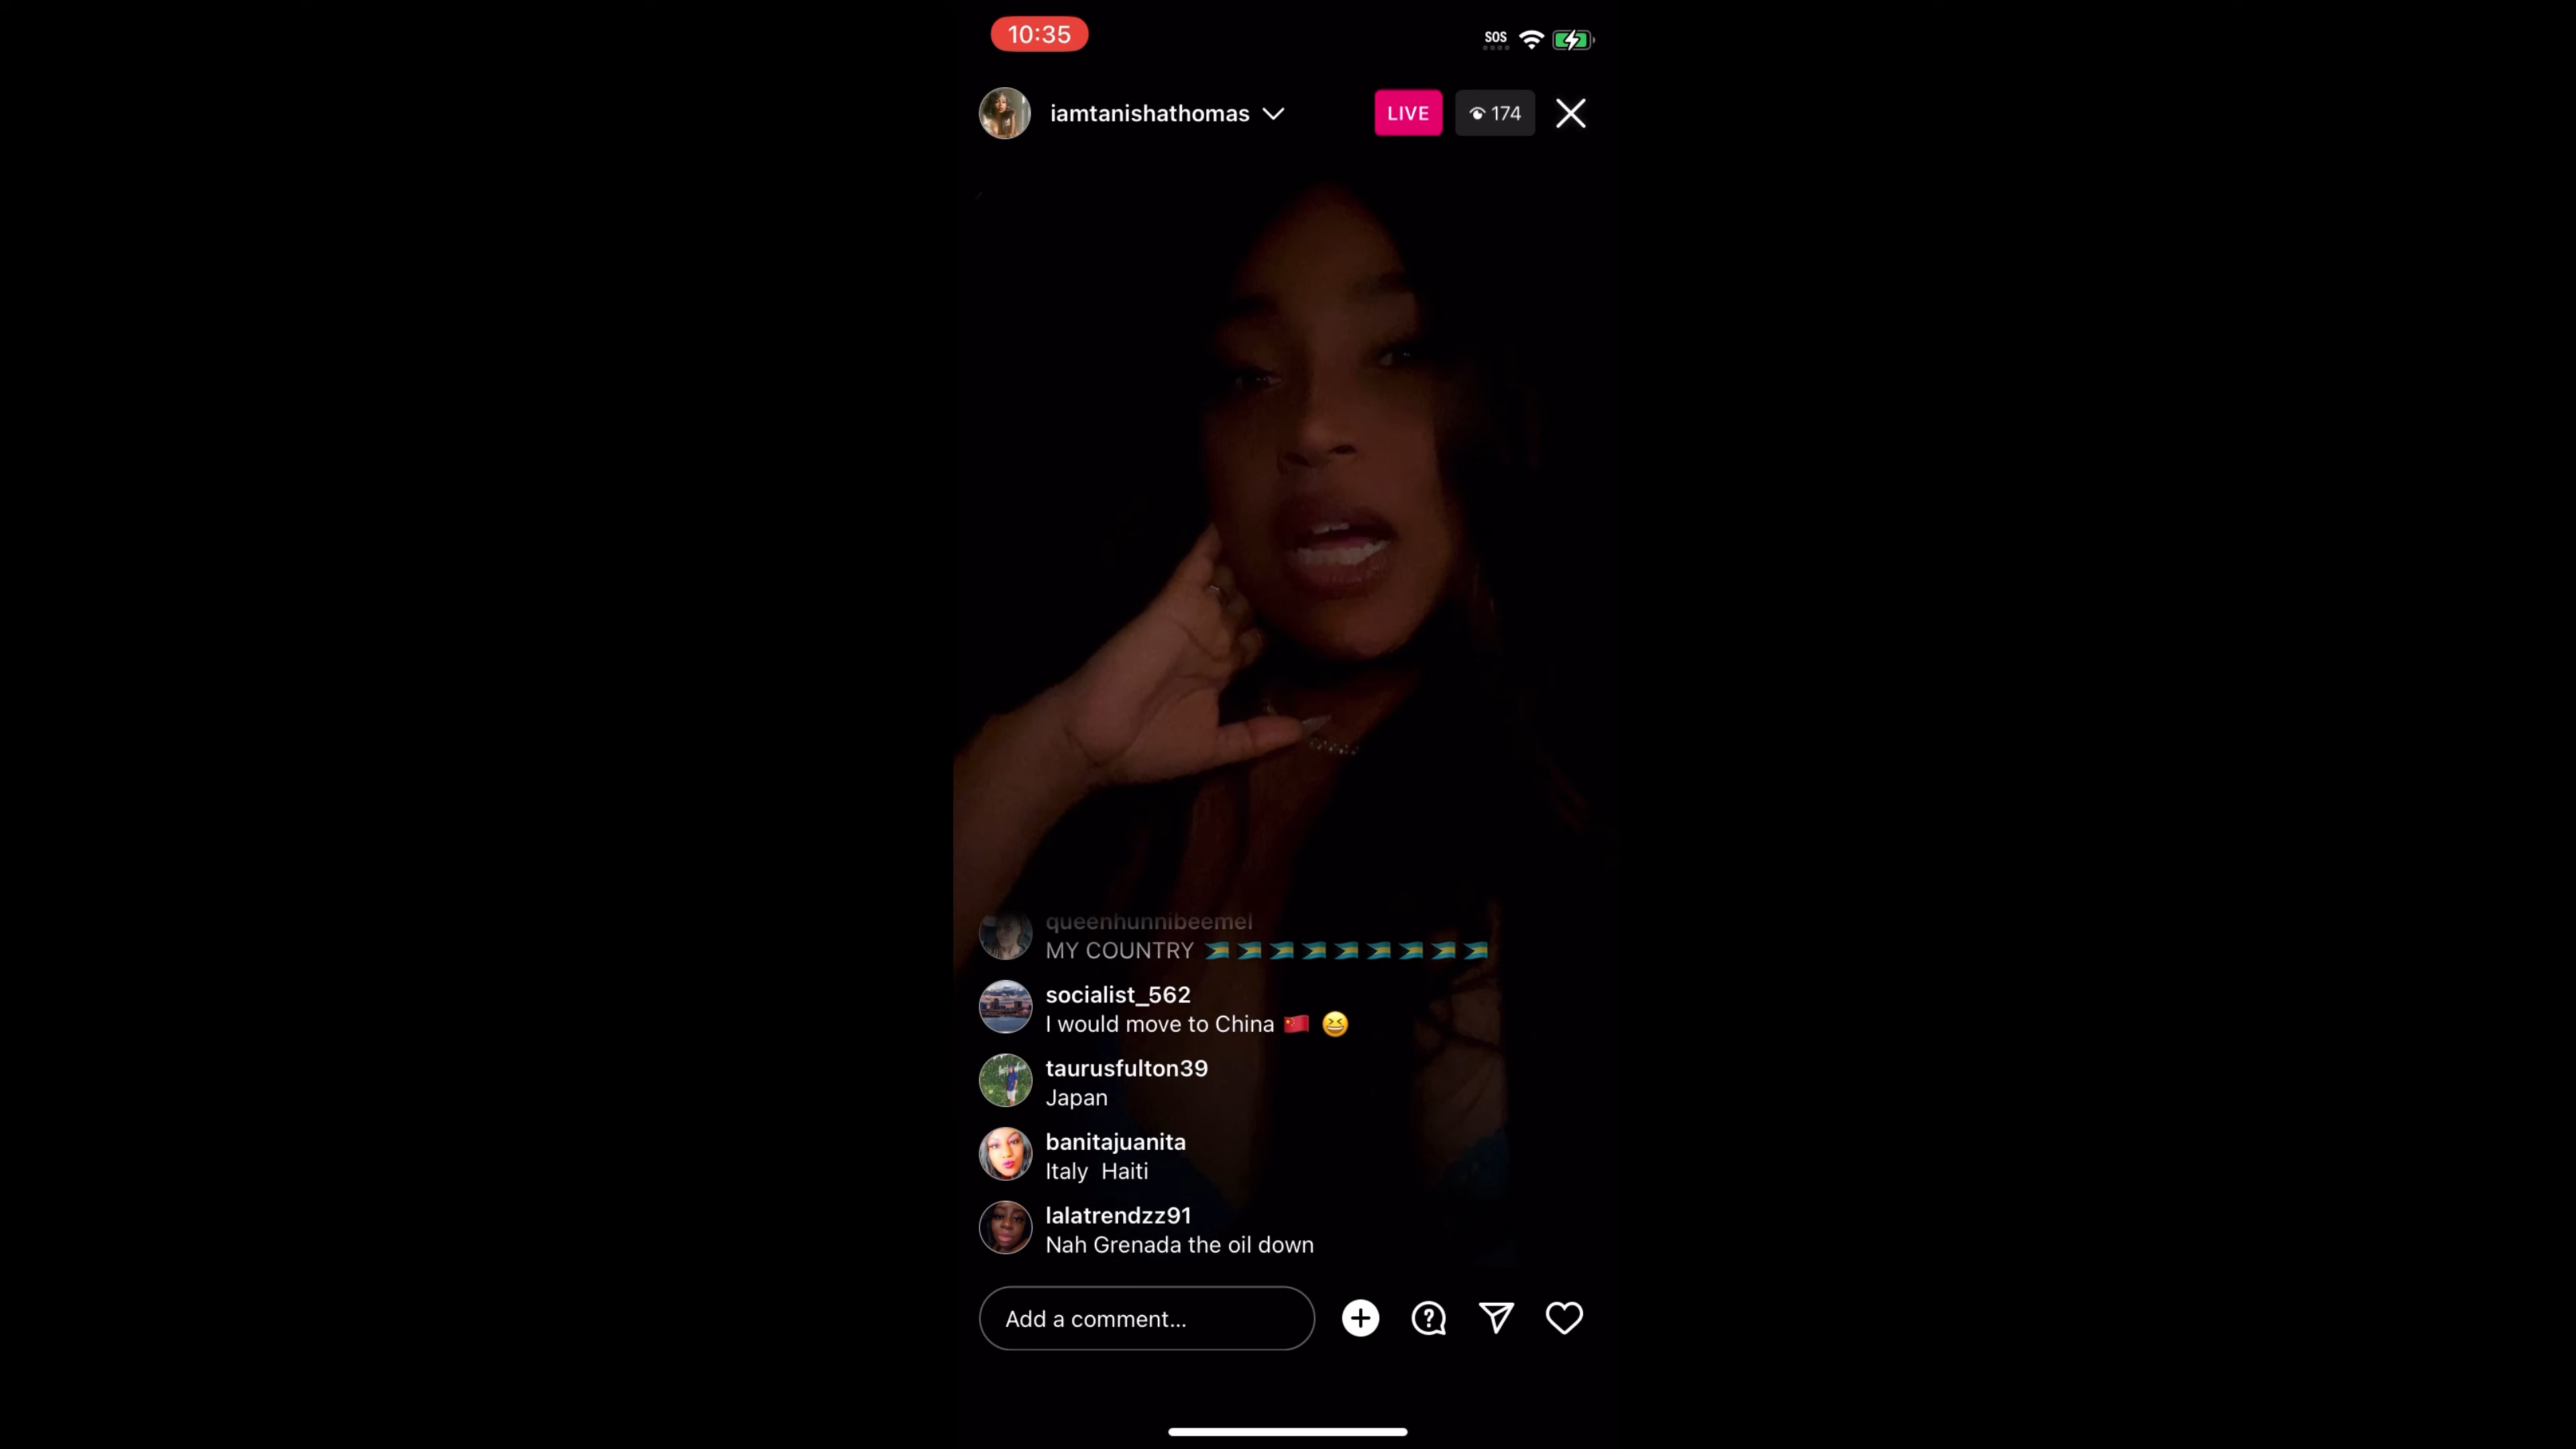 10:35
SOS
iamtanishathomas
LIVE
174
queenhunnibeemel
MY COUNTRY 🇧🇸🇧🇸🇧🇸🇧🇸🇧🇸🇧🇸🇧🇸🇧🇸🇧🇸
socialist_562
I would move to China 🇨🇳 😆
taurusfulton39
Japan
banitajuanita
Italy  Haiti
lalatrendzz91
Nah Grenada the oil down
Add a comment...